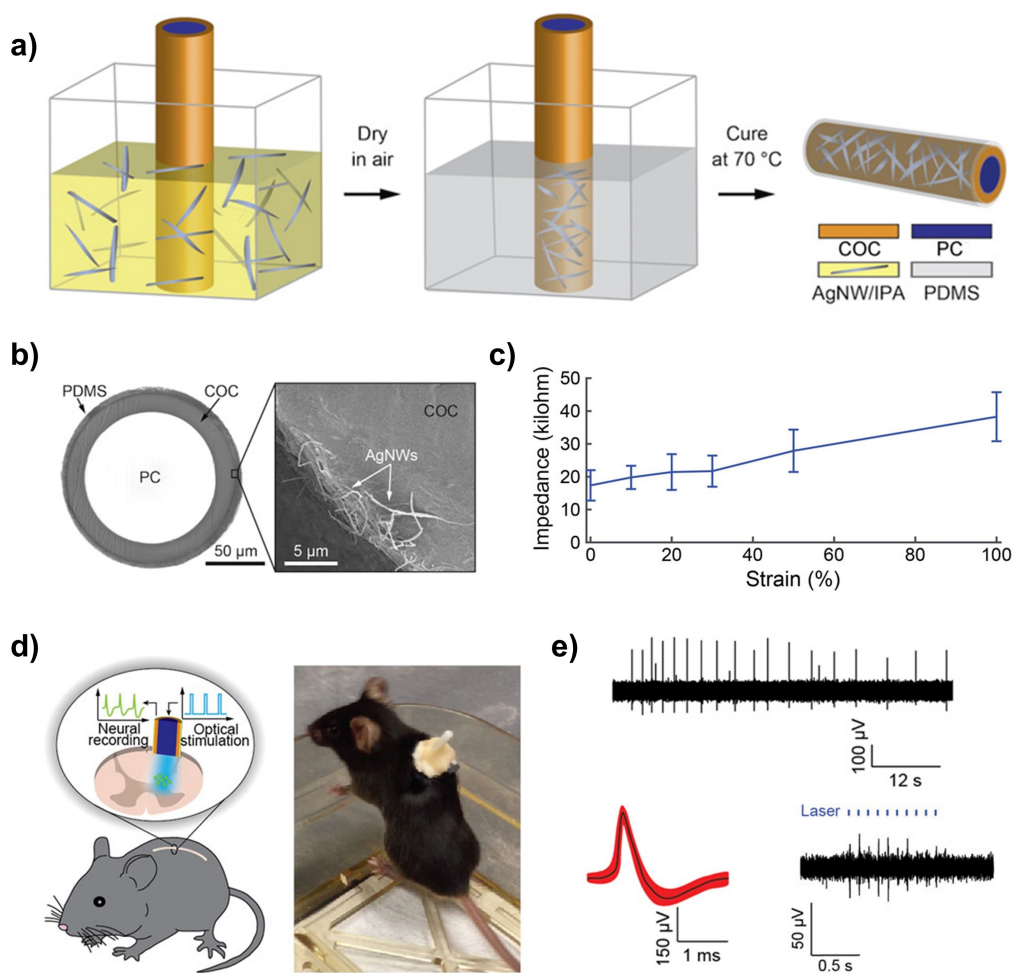 a)
Dry
in air
Cure
at 70 °C
COC
PC
AgNW/IPA
PDMS
b)
PDMS
COC
PC
50 µm
COC
AgNWs
5 µm
c)
Impedance (kilohm)
50
40
30
20
10
0
0
20
40
60
80
100
Strain (%)
d)
Neural
recording
Optical
stimulation
e)
100 µV
12 s
150 µV
1 ms
Laser
50 µV
0.5 s